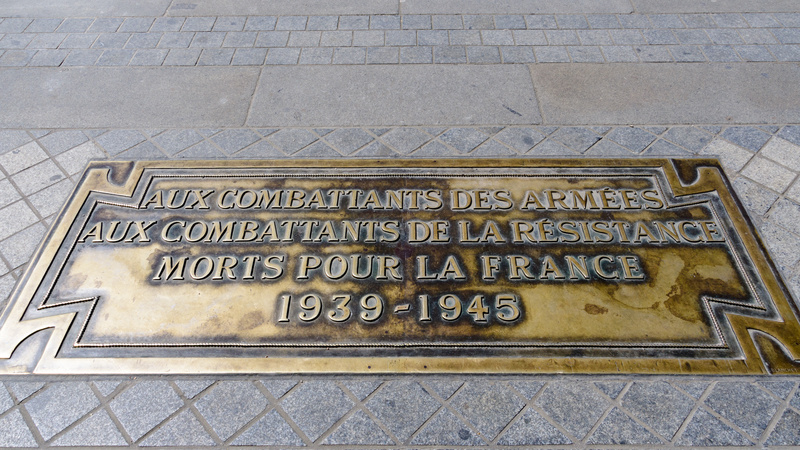 AUX COMBATTANTS DES ARMÉES
AUX COMBATTANTS DE LA RÉSISTANCE
MORTS POUR LA FRANCE
1939-1945